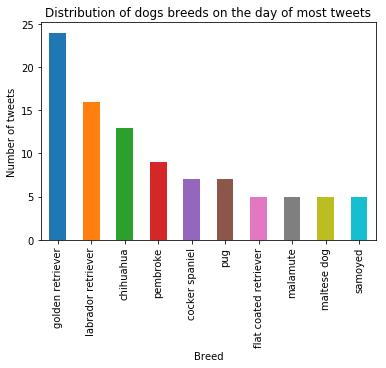 Distribution of dogs breeds on the day of most tweets
25
20
15
10
5
0
Number of tweets
golden retriever
labrador retriever
chihuahua
pembroke
cocker spaniel
pug
flat coated retriever
malamute
maltese dog
samoyed
Breed